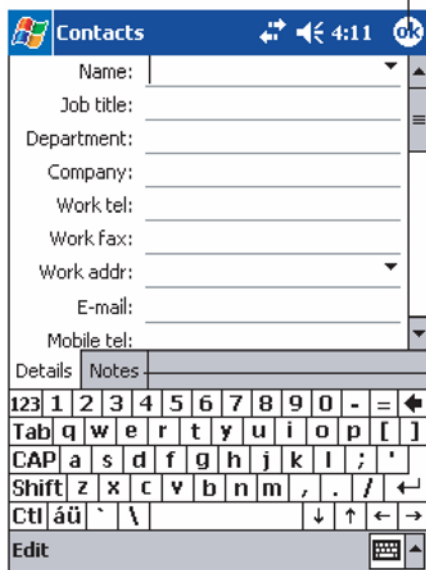 Contacts 4:11 ok
Name:
Job title:
Department:
Company:
Work tel:
Work fax:
Work addr:
E-mail:
Mobile tel:
Details Notes
123 1 2 3 4 5 6 7 8 9 0 - = ←
Tab q w e r t y u i o p [ ]
CAP a s d f g h j k l ; '
Shift z x c v b n m , . / ↵
Ctl áü ` \ ↓ ↑ ← →
Edit